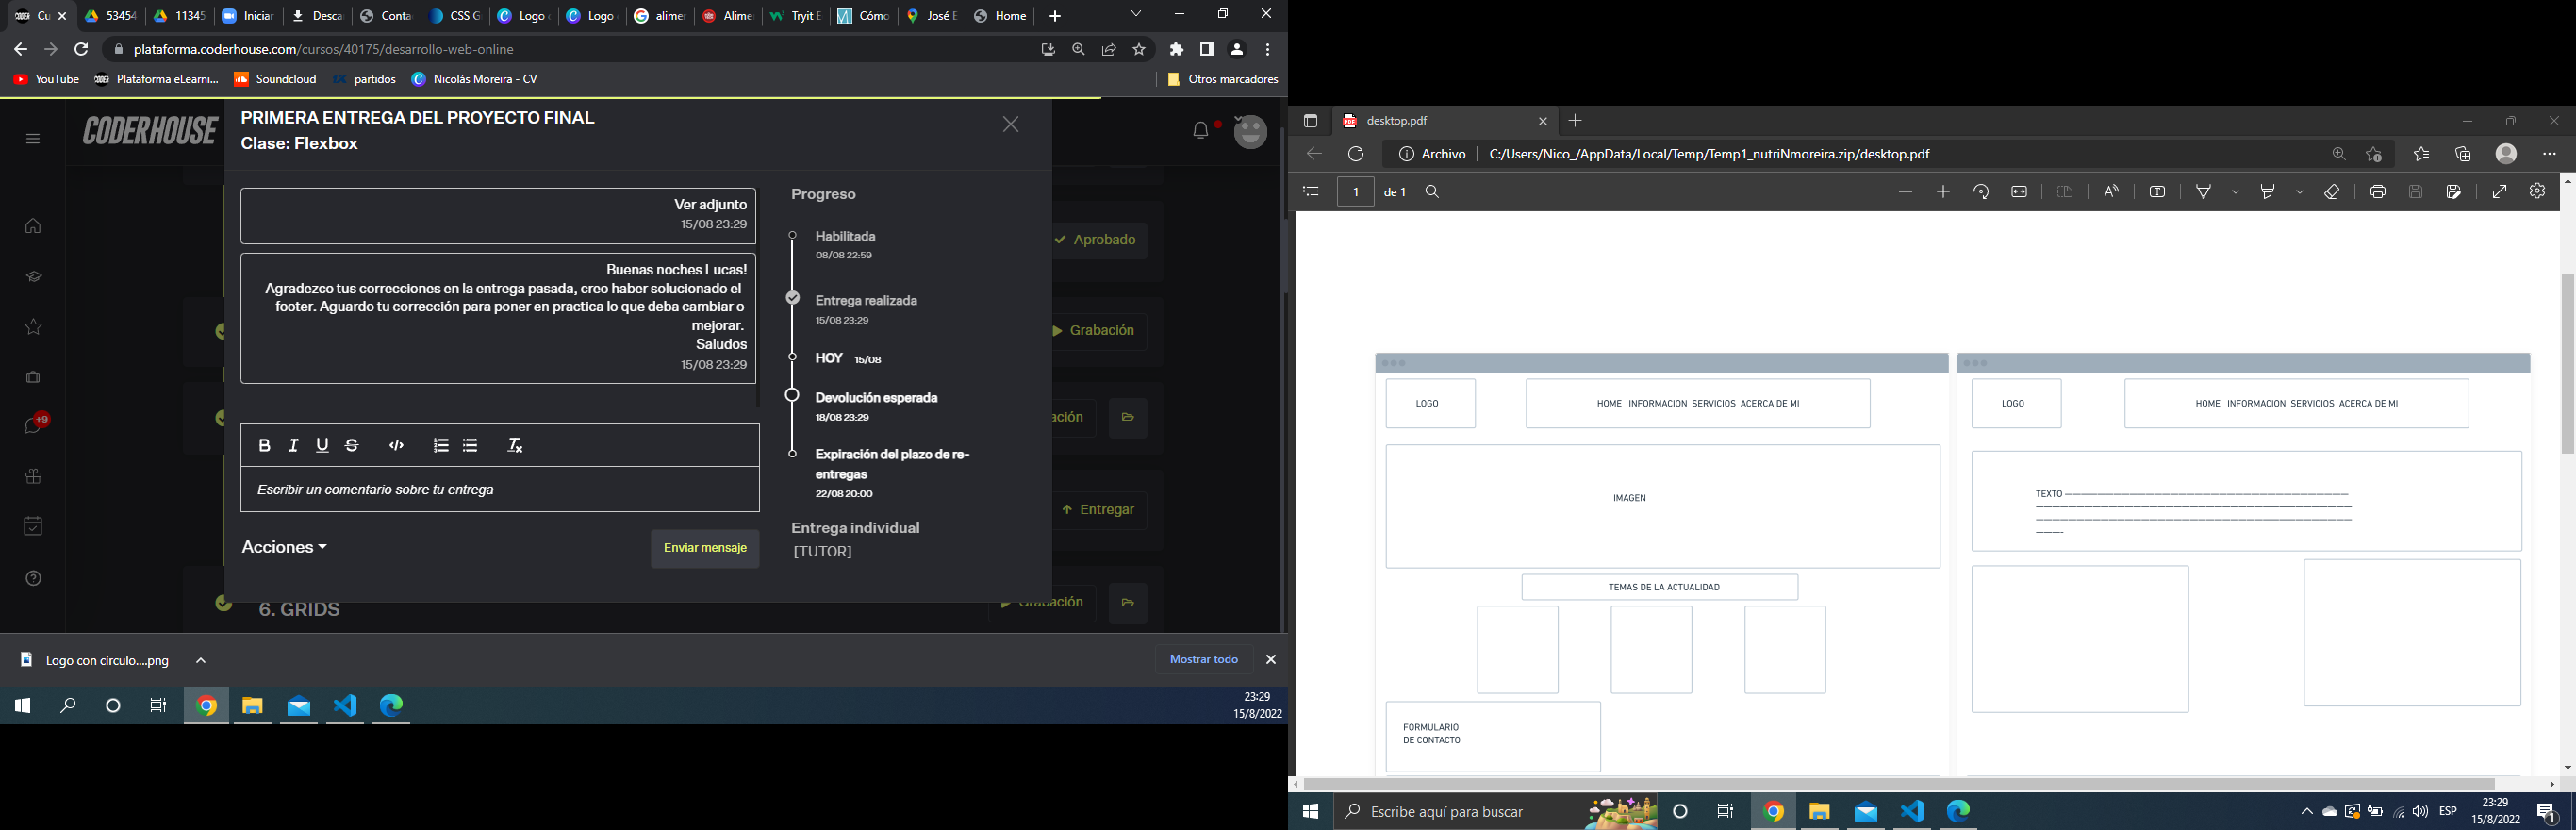 Cu
53454
11345
Iniciar
Desca
Conta
CSS G
Logo
Logo
alimer
Alime
Tryit E
Cómo
José E
Home
plataforma.coderhouse.com/cursos/40175/desarrollo-web-online
YouTube
Plataforma eLearni...
Soundcloud
partidos
Nicolás Moreira - CV
Otros marcadores
CODERHOUSE
PRIMERA ENTREGA DEL PROYECTO FINAL
Clase: Flexbox
Ver adjunto
15/08 23:29
Buenas noches Lucas!
Agradezco tus correcciones en la entrega pasada, creo haber solucionado el
footer. Aguardo tu corrección para poner en practica lo que deba cambiar o
mejorar.
Saludos
15/08 23:29
Escribir un comentario sobre tu entrega
Acciones
Enviar mensaje
Progreso
Habilitada
08/08 22:59
Entrega realizada
15/08 23:29
HOY 15/08
Devolución esperada
18/08 23:29
Expiración del plazo de re-
entregas
22/08 20:00
Entrega individual
[TUTOR]
Aprobado
Grabación
ación
Entregar
Grabación
6. GRIDS
+9
Logo con círculo....png
Mostrar todo
23:29
15/8/2022
desktop.pdf
Archivo
C:/Users/Nico_/AppData/Local/Temp/Temp1_nutriNmoreira.zip/desktop.pdf
1 de 1
LOGO
HOME INFORMACION SERVICIOS ACERCA DE MI
IMAGEN
TEMAS DE LA ACTUALIDAD
FORMULARIO
DE CONTACTO
LOGO
HOME INFORMACION SERVICIOS ACERCA DE MI
TEXTO
Escribe aquí para buscar
ESP
23:29
15/8/2022
1